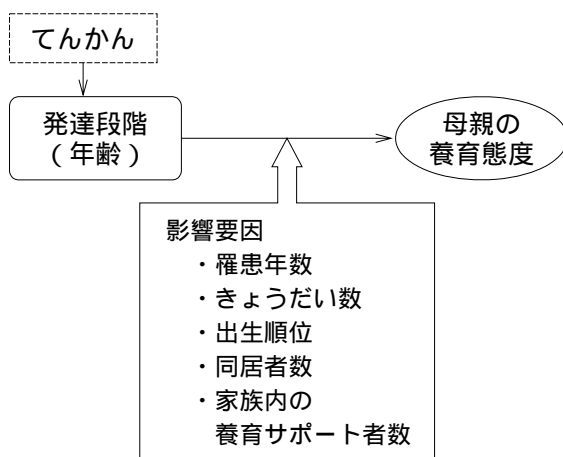 てんかん
発達段階
（年齢）
母親の
養育態度
影響要因
・罹患年数
・きょうだい数
・出生順位
・同居者数
・家族内の
養育サポート者数